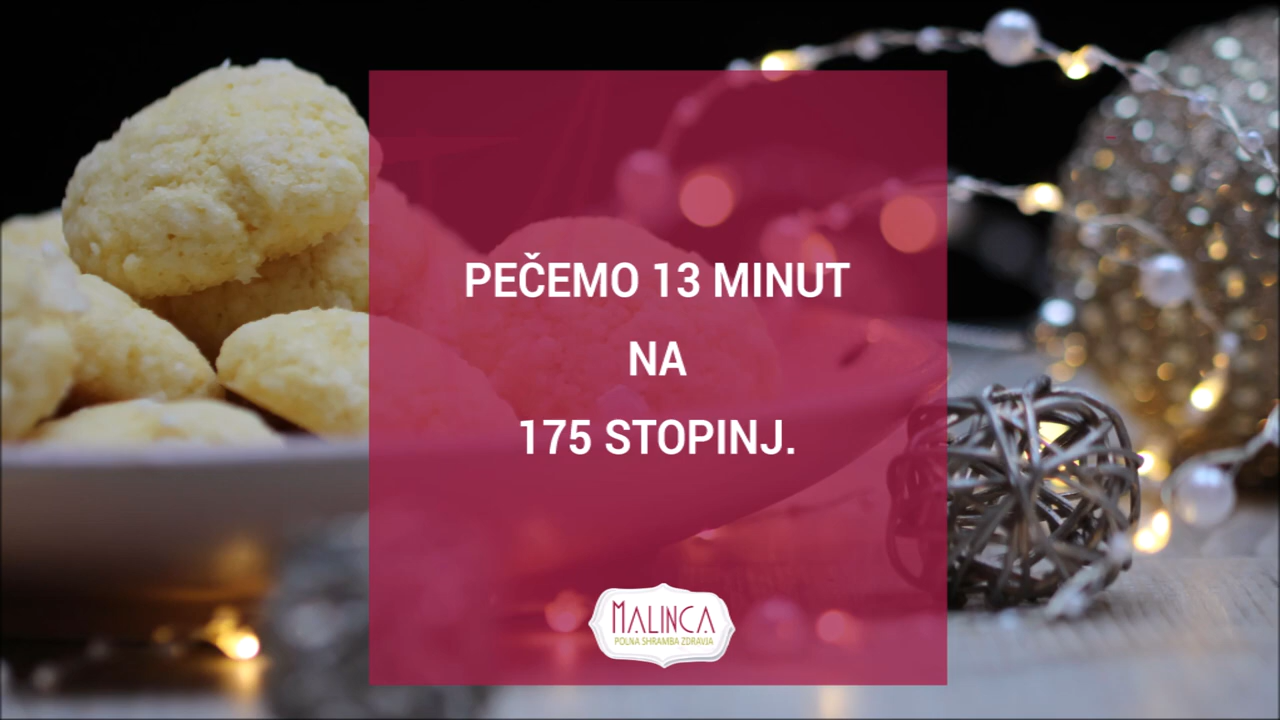 PEČEMO 13 MINUT
NA
175 STOPINJ.
MALINCA
POLNA SHRAMBA ZDRAVJA